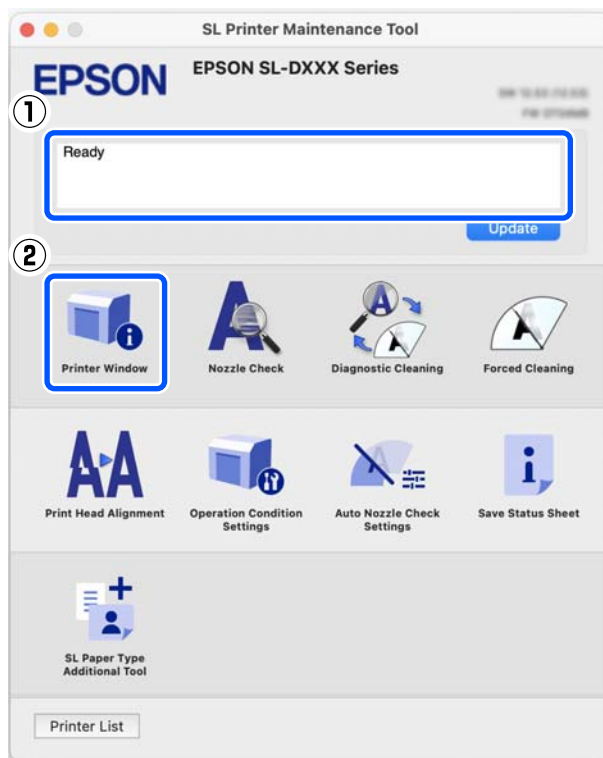 SL Printer Maintenance Tool
EPSON
EPSON SL-DXXX Series
①
Ready
Update
②
Printer Window
Nozzle Check
Diagnostic Cleaning
Forced Cleaning
Print Head Alignment
Operation Condition
Settings
Auto Nozzle Check
Settings
Save Status Sheet
SL Paper Type
Additional Tool
Printer List